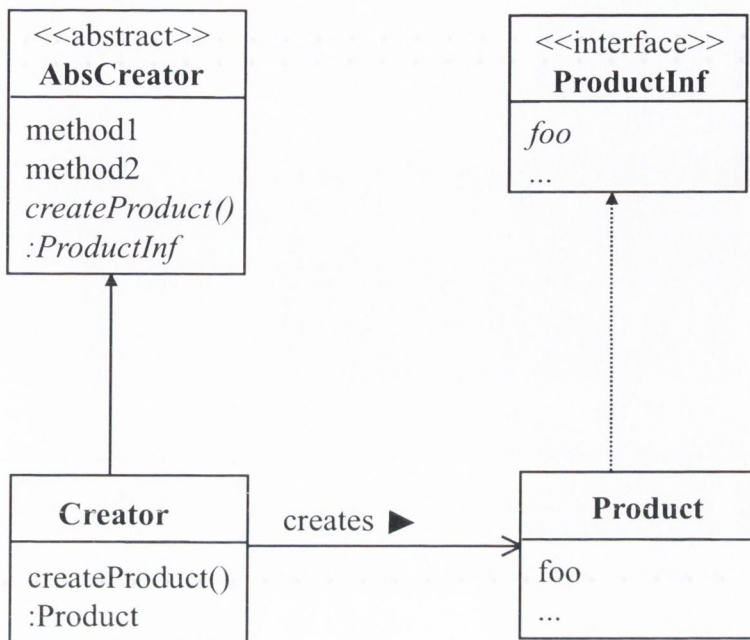 <<abstract>>
AbsCreator
method1
method2
createProduct()
:ProductInf
<<interface>>
ProductInf
foo
...
Creator
createProduct()
:Product
creates ▶
Product
foo
...